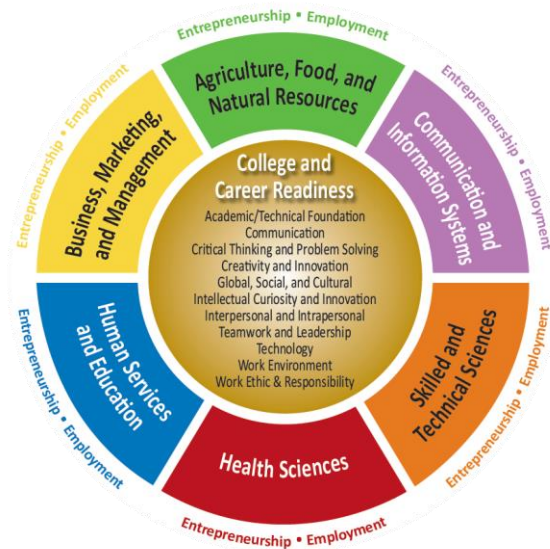 Entrepreneurship • Employment
Agriculture, Food, and
Natural Resources
Entrepreneurship • Employment
Communication and
Information Systems
Entrepreneurship • Employment
Skilled and
Technical Sciences
Entrepreneurship • Employment
Health Sciences
Entrepreneurship • Employment
Human Services
and Education
Entrepreneurship • Employment
Business, Marketing,
and Management
College and
Career Readiness
Academic/Technical Foundation
Communication
Critical Thinking and Problem Solving
Creativity and Innovation
Global, Social, and Cultural
Intellectual Curiosity and Innovation
Interpersonal and Intrapersonal
Teamwork and Leadership
Technology
Work Environment
Work Ethic & Responsibility